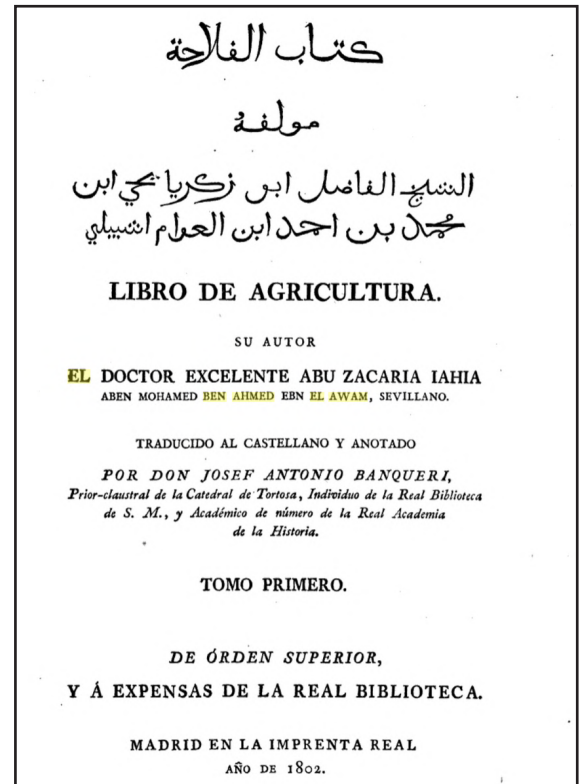 كتاب الفلاحة
مولفه
الشيخ الفاضل ابو زكريا يحيي ابن
محمد بن احمد ابن العوام اشبيلي
LIBRO DE AGRICULTURA.
SU AUTOR
EL DOCTOR EXCELENTE ABU ZACARIA IAHIA
ABEN MOHAMED BEN AHMED EBN EL AWAM, SEVILLANO.
TRADUCIDO AL CASTELLANO Y ANOTADO
POR DON JOSEF ANTONIO BANQUERI,
Prior-claustral de la Catedral de Tortosa, Individuo de la Real Biblioteca
de S. M., y Académico de número de la Real Academia
de la Historia.
TOMO PRIMERO.
DE ÓRDEN SUPERIOR,
Y Á EXPENSAS DE LA REAL BIBLIOTECA.
MADRID EN LA IMPRENTA REAL
AÑO DE 1802.